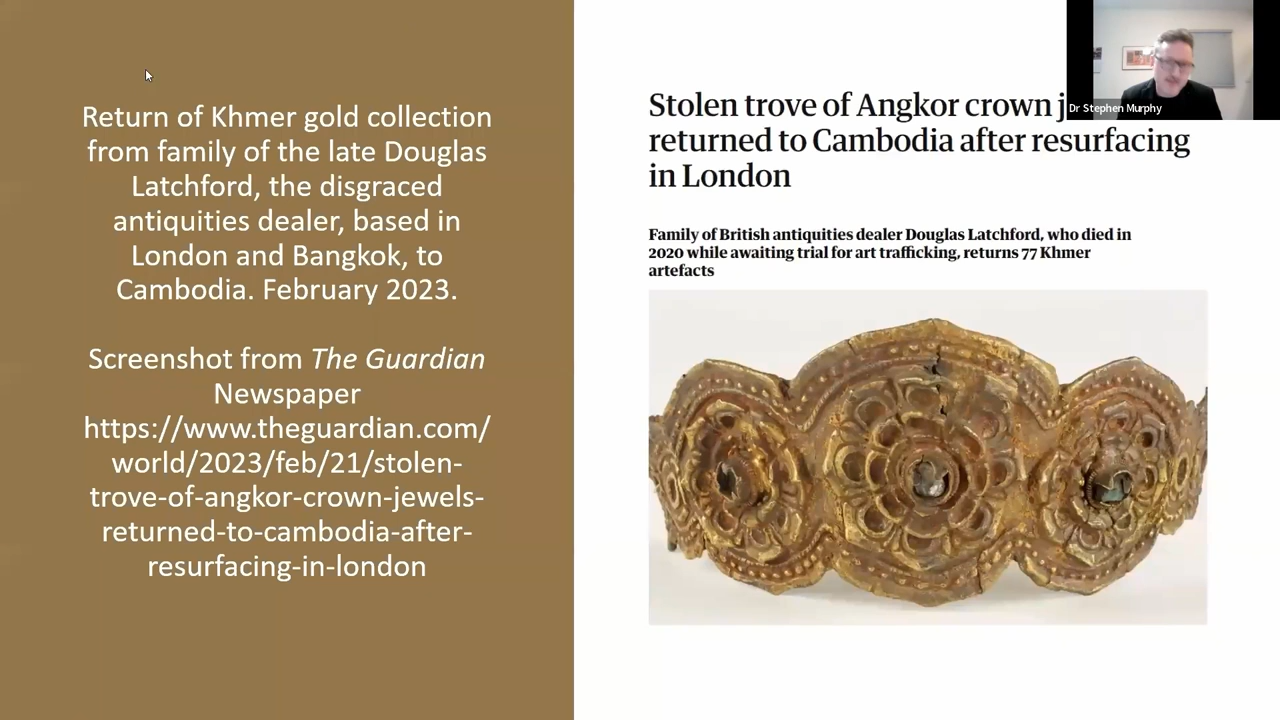 Return of Khmer gold collection
from family of the late Douglas
Latchford, the disgraced
antiquities dealer, based in
London and Bangkok, to
Cambodia. February 2023.
Screenshot from The Guardian
Newspaper
https://www.theguardian.com/
world/2023/feb/21/stolen-
trove-of-angkor-crown-jewels-
returned-to-cambodia-after-
resurfacing-in-london
Stolen trove of Angkor crown j
returned to Cambodia after resurfacing
in London
Family of British antiquities dealer Douglas Latchford, who died in
2020 while awaiting trial for art trafficking, returns 77 Khmer
artefacts
Dr Stephen Murphy